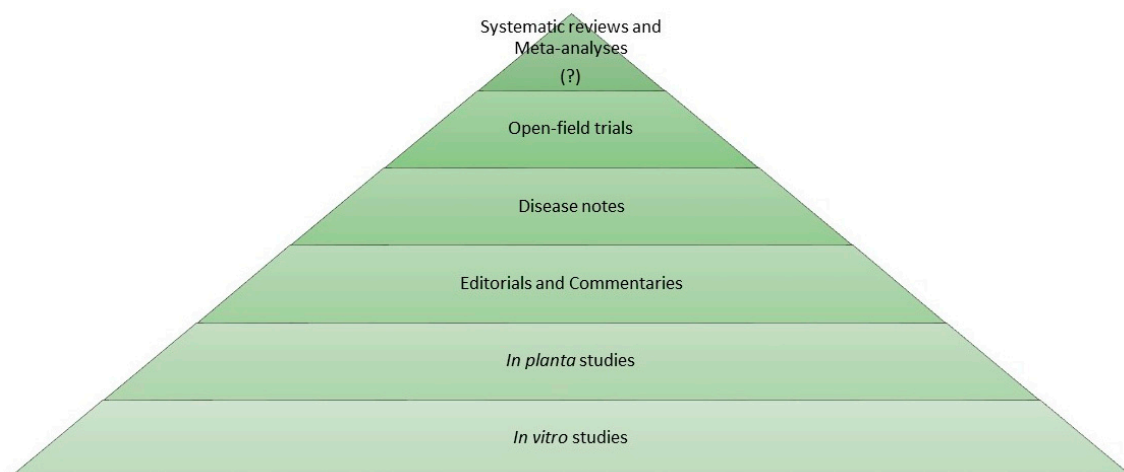 Systematic reviews and
Meta-analyses
(?)
Open-field trials
Disease notes
Editorials and Commentaries
In planta studies
In vitro studies